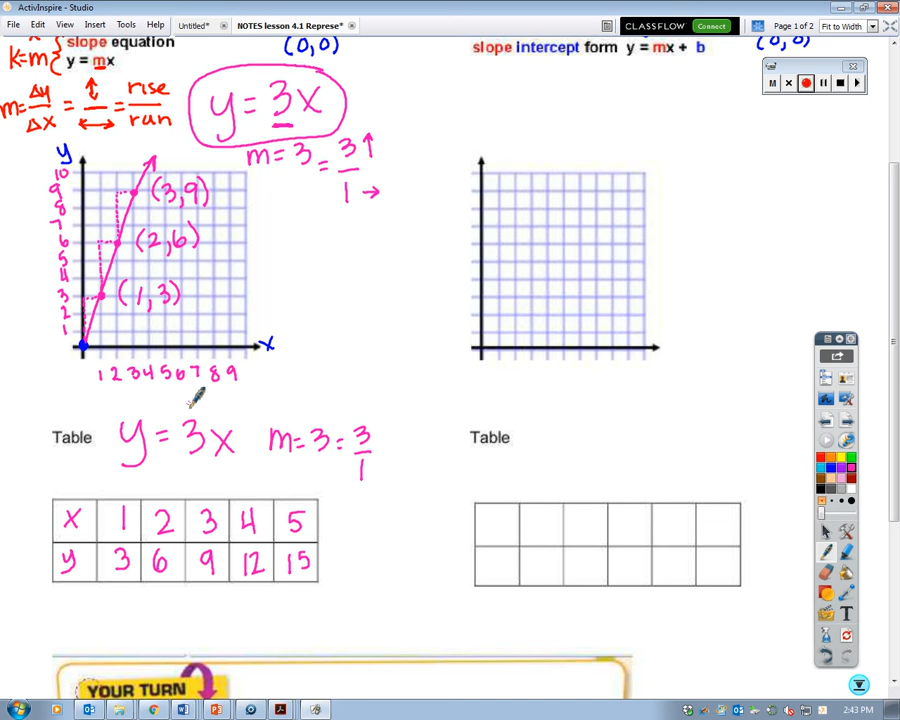 ActivInspire - Studio
File Edit View Insert Tools Help Untitled* NOTES lesson 4.1 Represe* CLASSFLOW Page 1 of 2 Fit to Width
slope equation
k=m
y = mx
(0,0)
m = Δy/Δx = ↕/↔ = rise/run
y = 3x
m = 3 = 3↑/1→
y
10
9
8
7
6
5
4
3
2
1
(3,9)
(2,6)
(1,3)
x
1 2 3 4 5 6 7 8 9
Table y = 3x m = 3 = 3/1
x 1 2 3 4 5
y 3 6 9 12 15
YOUR TURN
slope intercept form y = mx + b
(0,0)
Table
2:43 PM